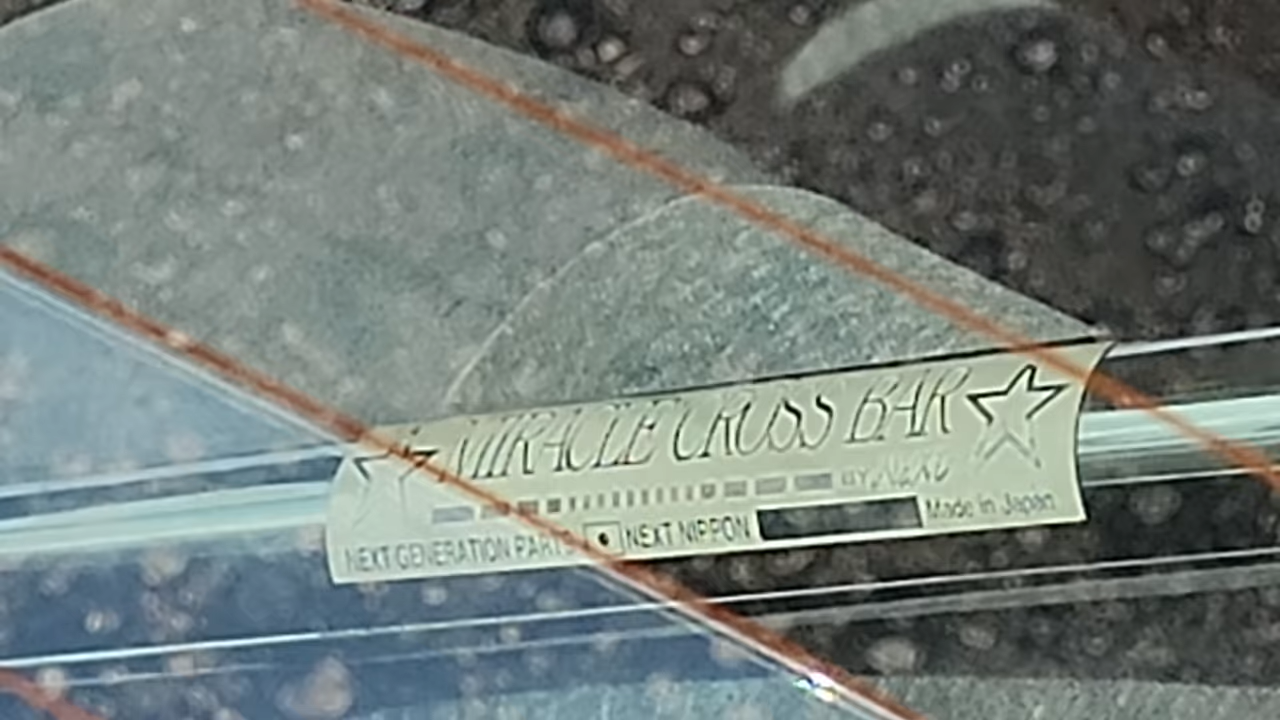 MIRACLE CROSS BAR
BY NEXT
NEXT GENERATION PARTS NEXT NIPPON Made in Japan